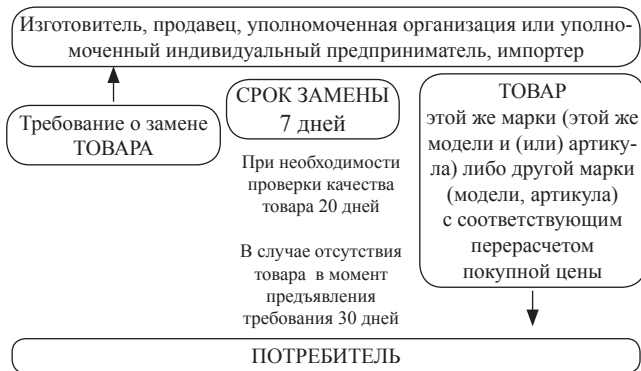 Изготовитель, продавец, уполномоченная организация или уполно-
моченный индивидуальный предприниматель, импортер
Требование о замене
ТОВАРА
СРОК ЗАМЕНЫ
7 дней
При необходимости
проверки качества
товара 20 дней
В случае отсутствия
товара в момент
предъявления
требования 30 дней
ТОВАР
этой же марки (этой же
модели и (или) артику-
ла) либо другой марки
(модели, артикула)
с соответствующим
перерасчетом
покупной цены
ПОТРЕБИТЕЛЬ